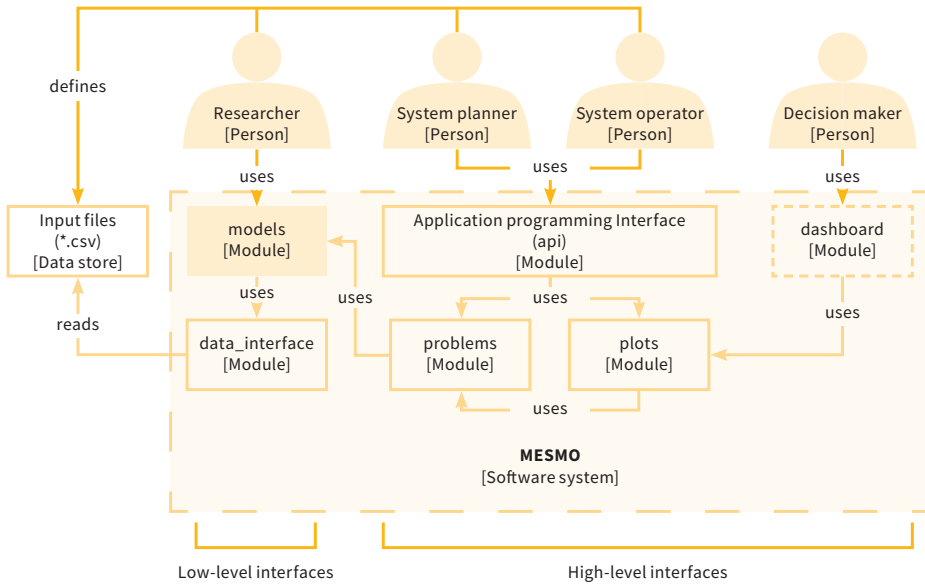 defines
Researcher
[Person]
System planner
[Person]
System operator
[Person]
Decision maker
[Person]
uses
uses
uses
Input files
(*.csv)
[Data store]
models
[Module]
Application programming Interface
(api)
[Module]
dashboard
[Module]
uses
uses
uses
uses
reads
data_interface
[Module]
problems
[Module]
plots
[Module]
uses
MESMO
[Software system]
Low-level interfaces
High-level interfaces